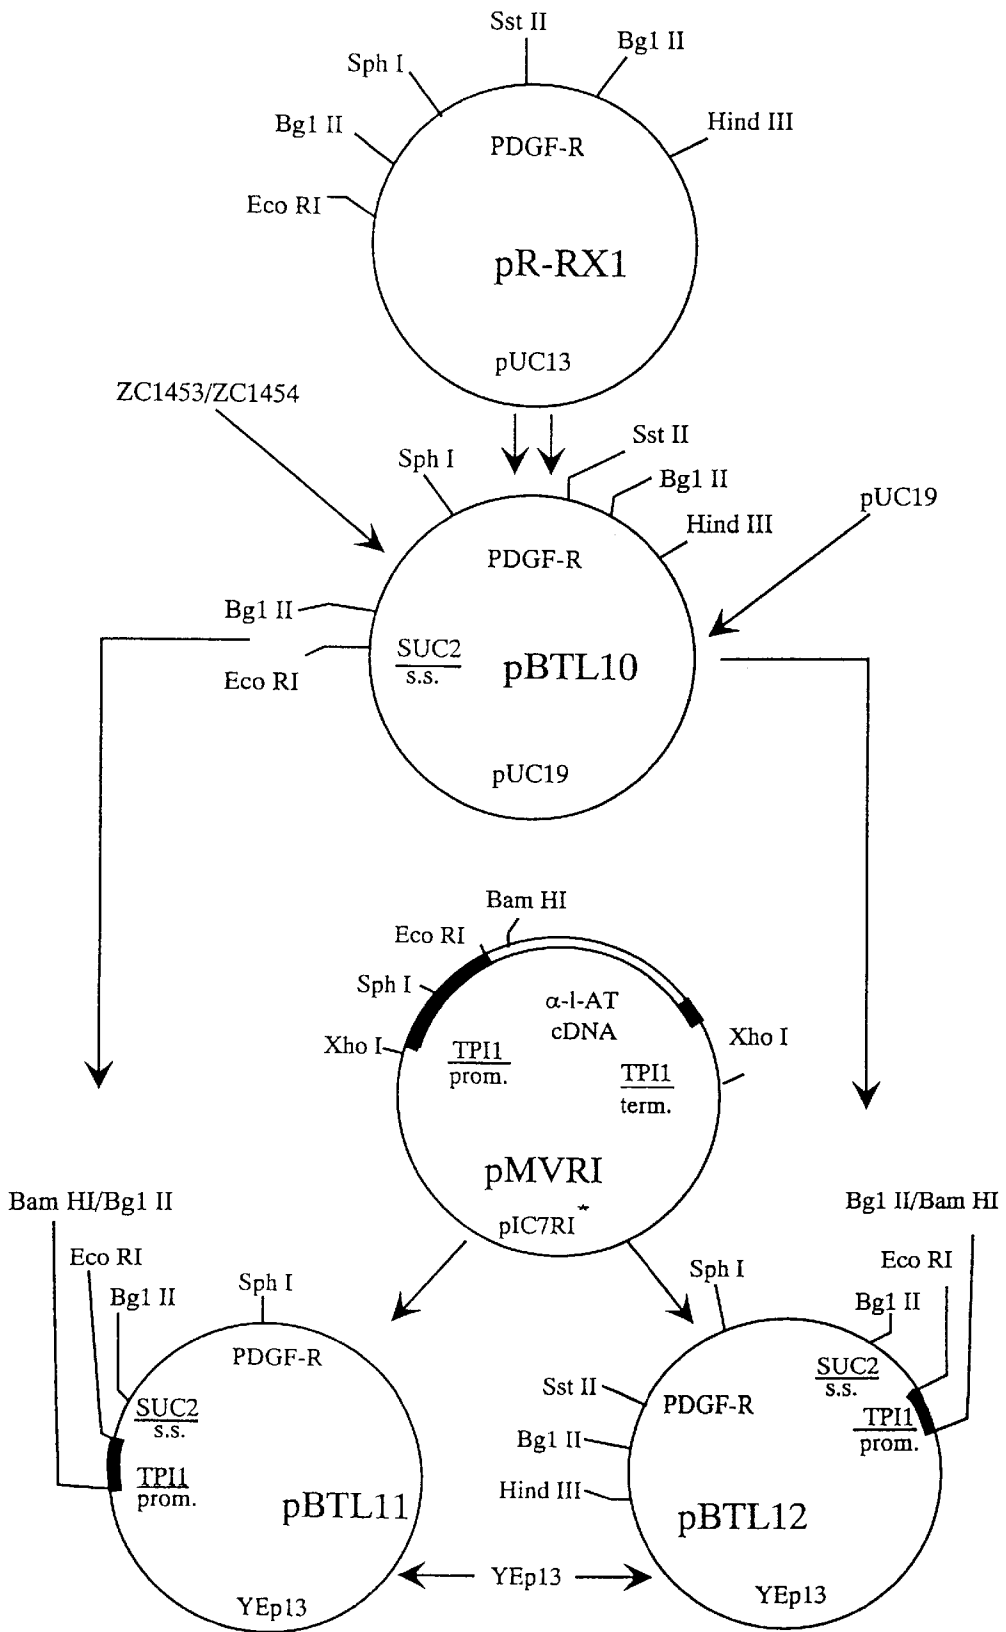 Sst II
Bg1 II
Sph I
Hind III
Bg1 II
PDGF-R
Eco RI
pR-RX1
pUC13
ZC1453/ZC1454
Sst II
Sph I
Bg1 II
pUC19
Hind III
PDGF-R
Bg1 II
SUC2
s.s.
pBTL10
Eco RI
pUC19
Bam HI
Eco RI
Sph I
α-1-AT
cDNA
Xho I
Xho I
TPI1
prom.
TPI1
term.
pMVRI
pIC7RI*
Bam HI/Bg1 II
Bg1 II/Bam HI
Eco RI
Sph I
Bg1 II
PDGF-R
SUC2
s.s.
TPI1
prom.
pBTL11
YEp13
Sph I
Eco RI
Bg1 II
SUC2
s.s.
Sst II
PDGF-R
TPI1
prom.
Bg1 II
Hind III
pBTL12
YEp13
YEp13